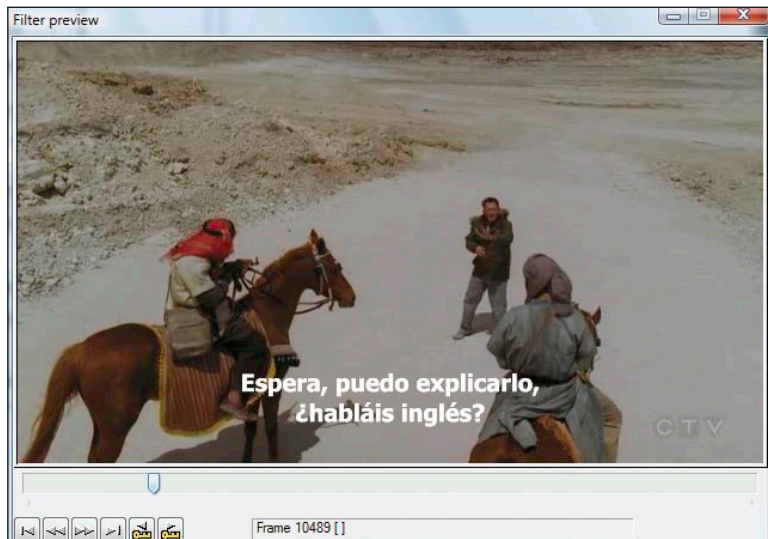 Filter preview
Espera, puedo explicarlo,
¿habláis inglés?
CTV
Frame 10489 [ ]